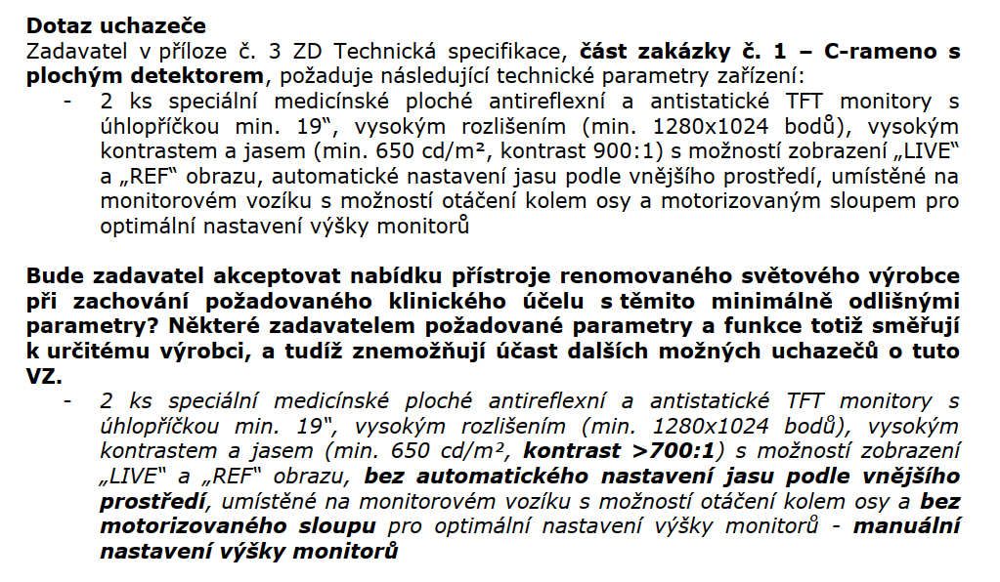 Dotaz uchazeče
Zadavatel v příloze č. 3 ZD Technická specifikace, část zakázky č. 1 – C-rameno s
plochým detektorem, požaduje následující technické parametry zařízení:
- 2 ks speciální medicínské ploché antireflexní a antistatické TFT monitory s
úhlopříčkou min. 19“, vysokým rozlišením (min. 1280x1024 bodů), vysokým
kontrastem a jasem (min. 650 cd/m², kontrast 900:1) s možností zobrazení „LIVE“
a „REF“ obrazu, automatické nastavení jasu podle vnějšího prostředí, umístěné na
monitorovém vozíku s možností otáčení kolem osy a motorizovaným sloupem pro
optimální nastavení výšky monitorů
Bude zadavatel akceptovat nabídku přístroje renomovaného světového výrobce
při zachování požadovaného klinického účelu s těmito minimálně odlišnými
parametry? Některé zadavatelem požadované parametry a funkce totiž směřují
k určitému výrobci, a tudíž znemožňují účast dalších možných uchazečů o tuto
VZ.
- 2 ks speciální medicínské ploché antireflexní a antistatické TFT monitory s
úhlopříčkou min. 19“, vysokým rozlišením (min. 1280x1024 bodů), vysokým
kontrastem a jasem (min. 650 cd/m², kontrast >700:1) s možností zobrazení
„LIVE“ a „REF“ obrazu, bez automatického nastavení jasu podle vnějšího
prostředí, umístěné na monitorovém vozíku s možností otáčení kolem osy a bez
motorizovaného sloupu pro optimální nastavení výšky monitorů - manuální
nastavení výšky monitorů